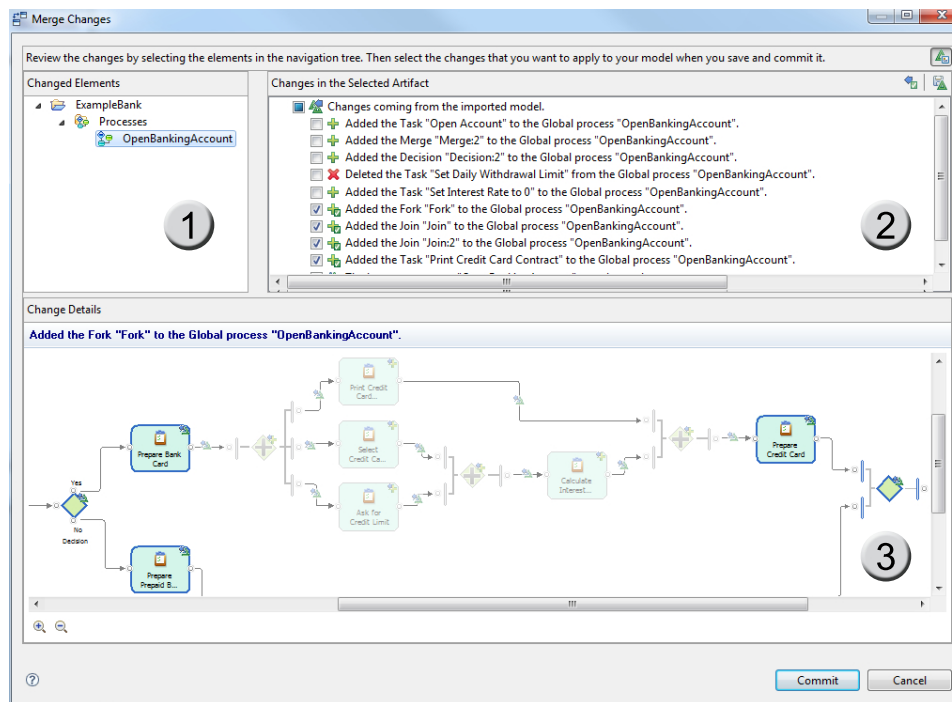 Merge Changes
Review the changes by selecting the elements in the navigation tree. Then select the changes that you want to apply to your model when you save and commit it.
Changed Elements
ExampleBank
Processes
OpenBankingAccount
1
Changes in the Selected Artifact
Changes coming from the imported model.
Added the Task "Open Account" to the Global process "OpenBankingAccount".
Added the Merge "Merge:2" to the Global process "OpenBankingAccount".
Added the Decision "Decision:2" to the Global process "OpenBankingAccount".
Deleted the Task "Set Daily Withdrawal Limit" from the Global process "OpenBankingAccount".
Added the Task "Set Interest Rate to 0" to the Global process "OpenBankingAccount".
Added the Fork "Fork" to the Global process "OpenBankingAccount".
Added the Join "Join" to the Global process "OpenBankingAccount".
Added the Join "Join:2" to the Global process "OpenBankingAccount".
Added the Task "Print Credit Card Contract" to the Global process "OpenBankingAccount".
2
Change Details
Added the Fork "Fork" to the Global process "OpenBankingAccount".
Print Credit
Card...
Prepare Bank
Card
Select
Credit Ca...
Calculate
Interest...
Prepare
Credit Card
Yes
Ask for
Credit Limit
No
Decision
Prepare
Prepaid B...
3
Commit
Cancel